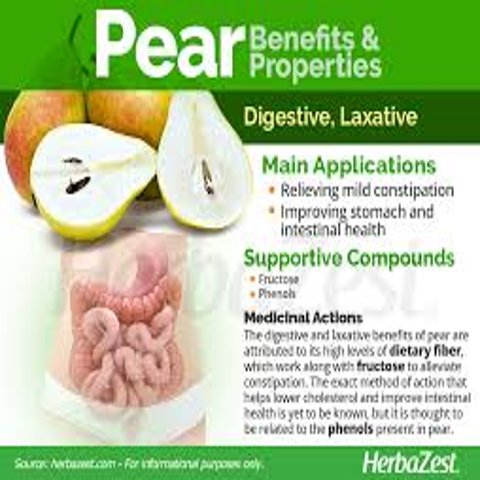 Pear Benefits &
Properties
Digestive, Laxative
Main Applications
• Relieving mild constipation
• Improving stomach and
intestinal health
Supportive Compounds
• Fructose
• Phenols
Medicinal Actions
The digestive and laxative benefits of pear are
attributed to its high levels of dietary fiber,
which work along with fructose to alleviate
constipation. The exact method of action that
helps lower cholesterol and improve intestinal
health is yet to be known, but it is thought to
be related to the phenols present in pear.
HerbaZest
Source: herbazest.com - For informational purposes only.
HerbaZest.